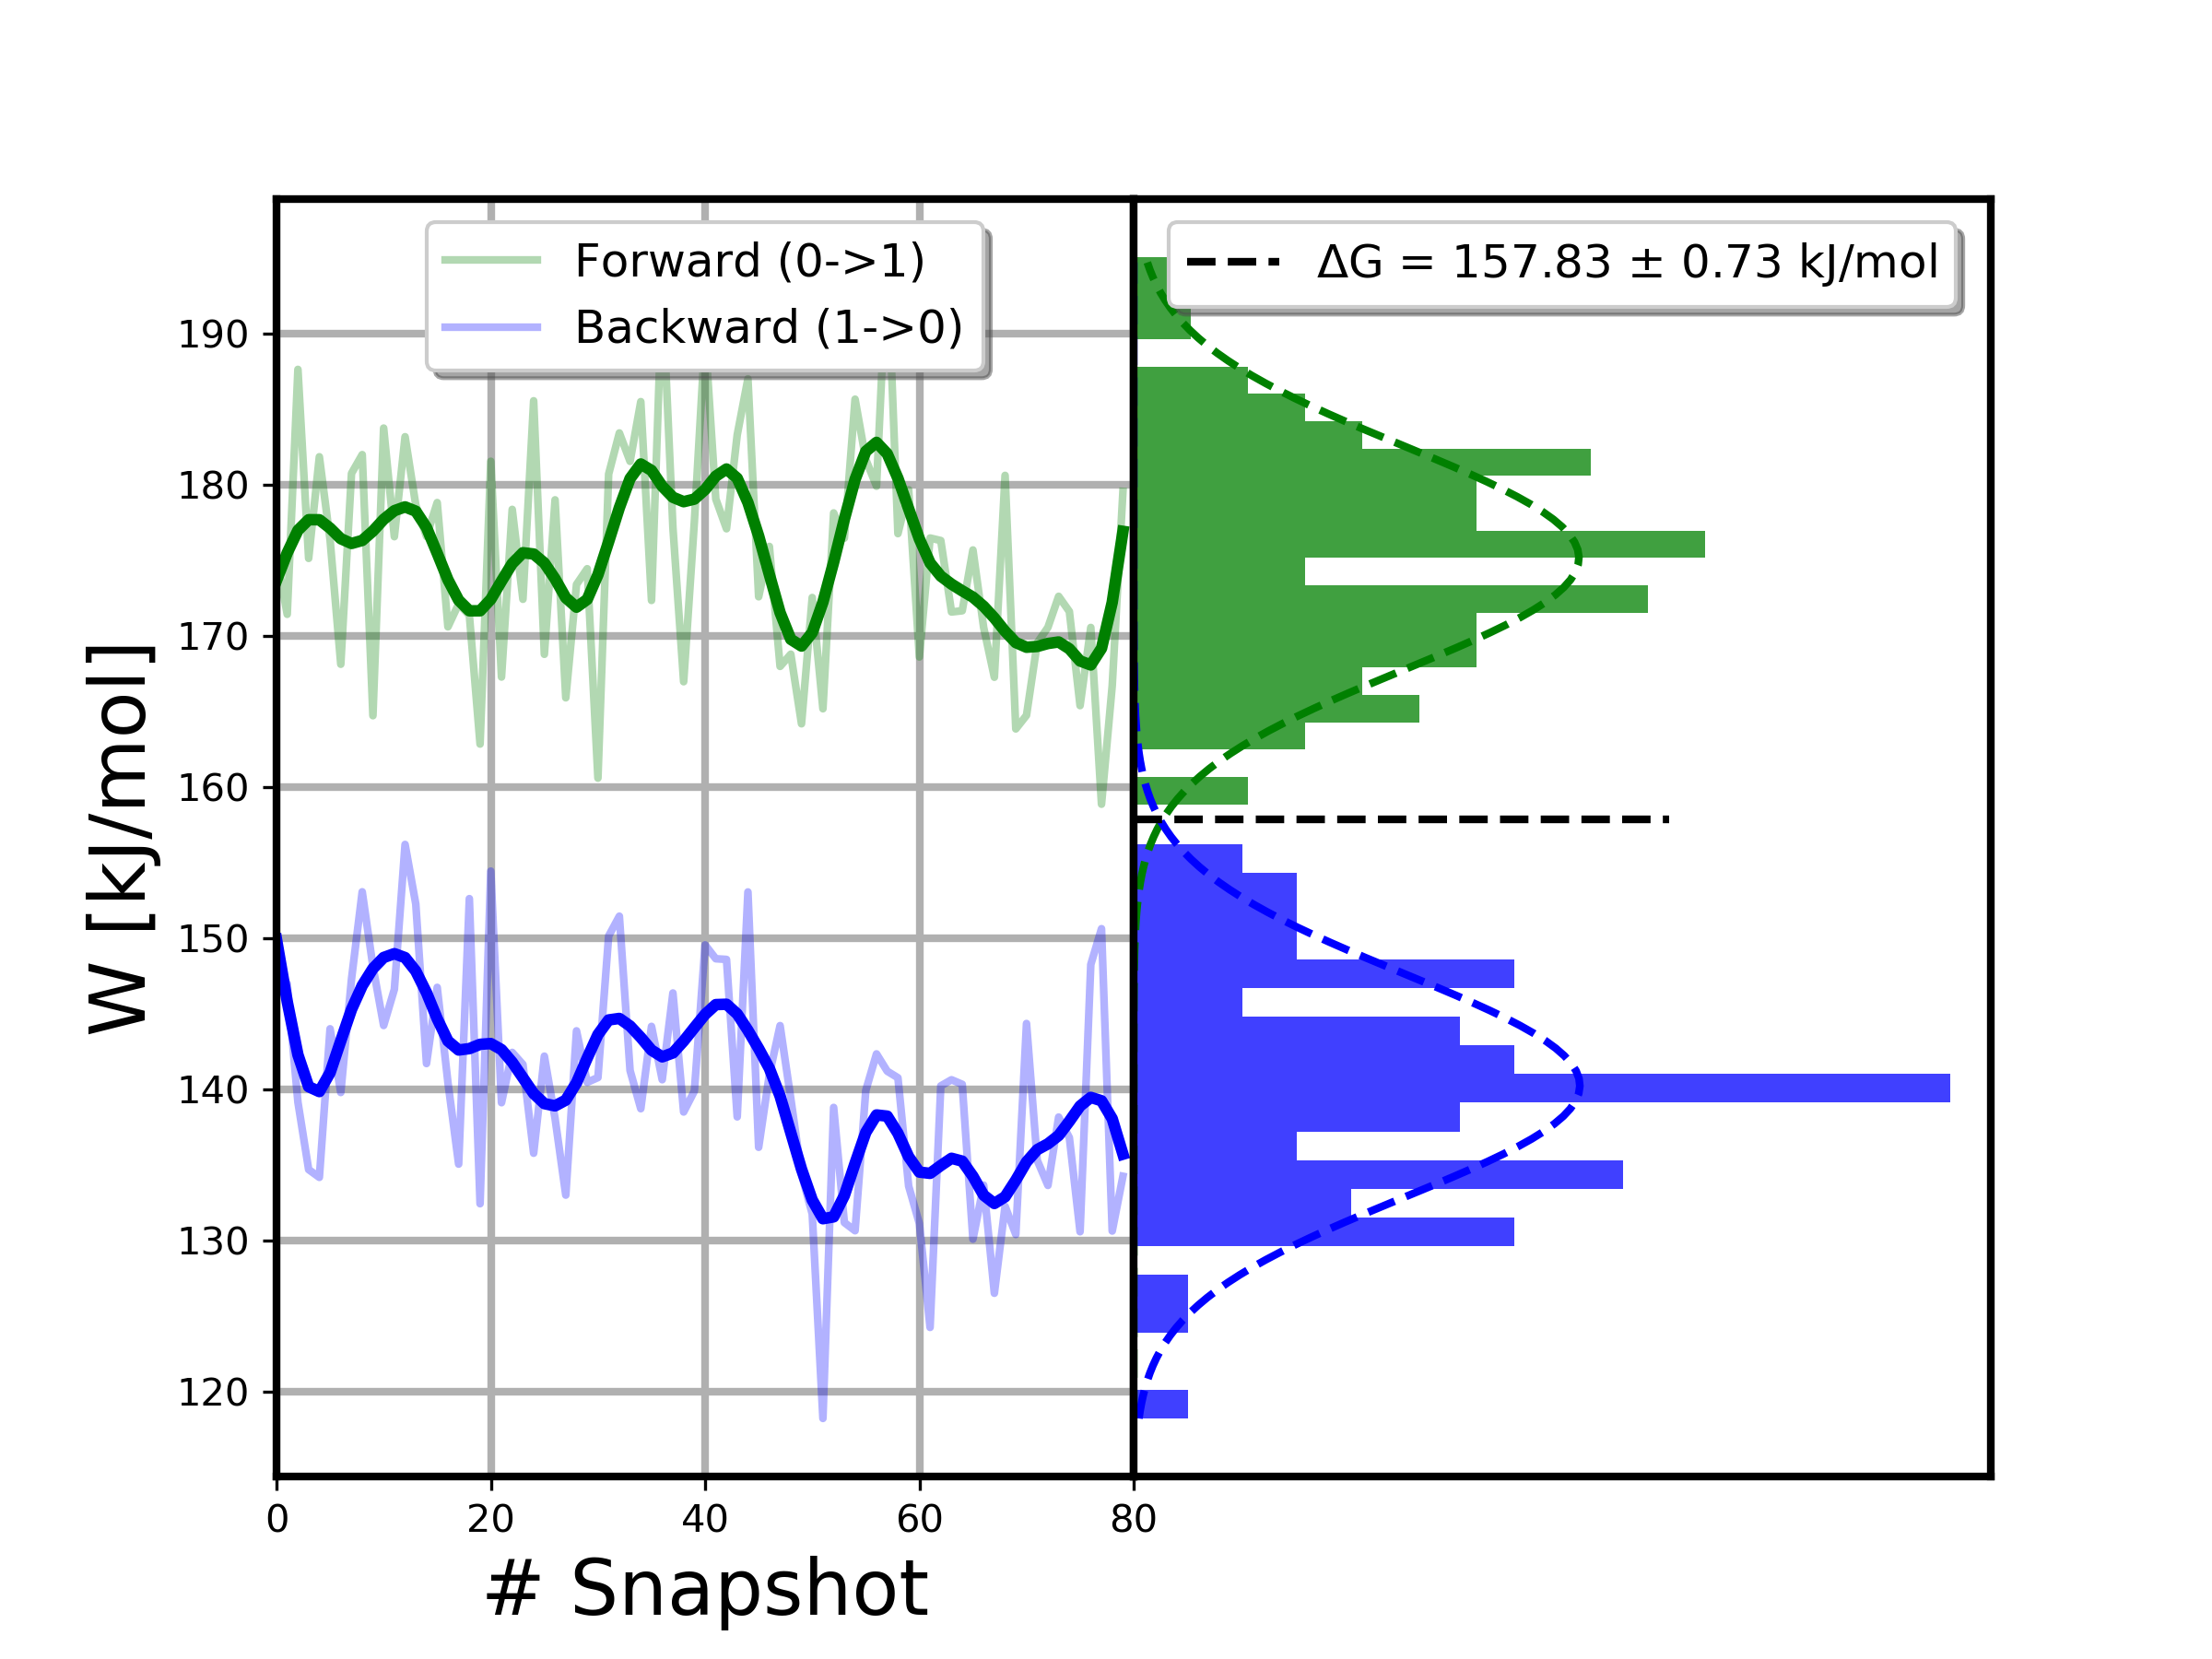 Forward (0->1)
Backward (1->0)
ΔG = 157.83 ± 0.73 kJ/mol
190
180
170
160
150
140
130
120
W [kJ/mol]
0 20 40 60 80
# Snapshot